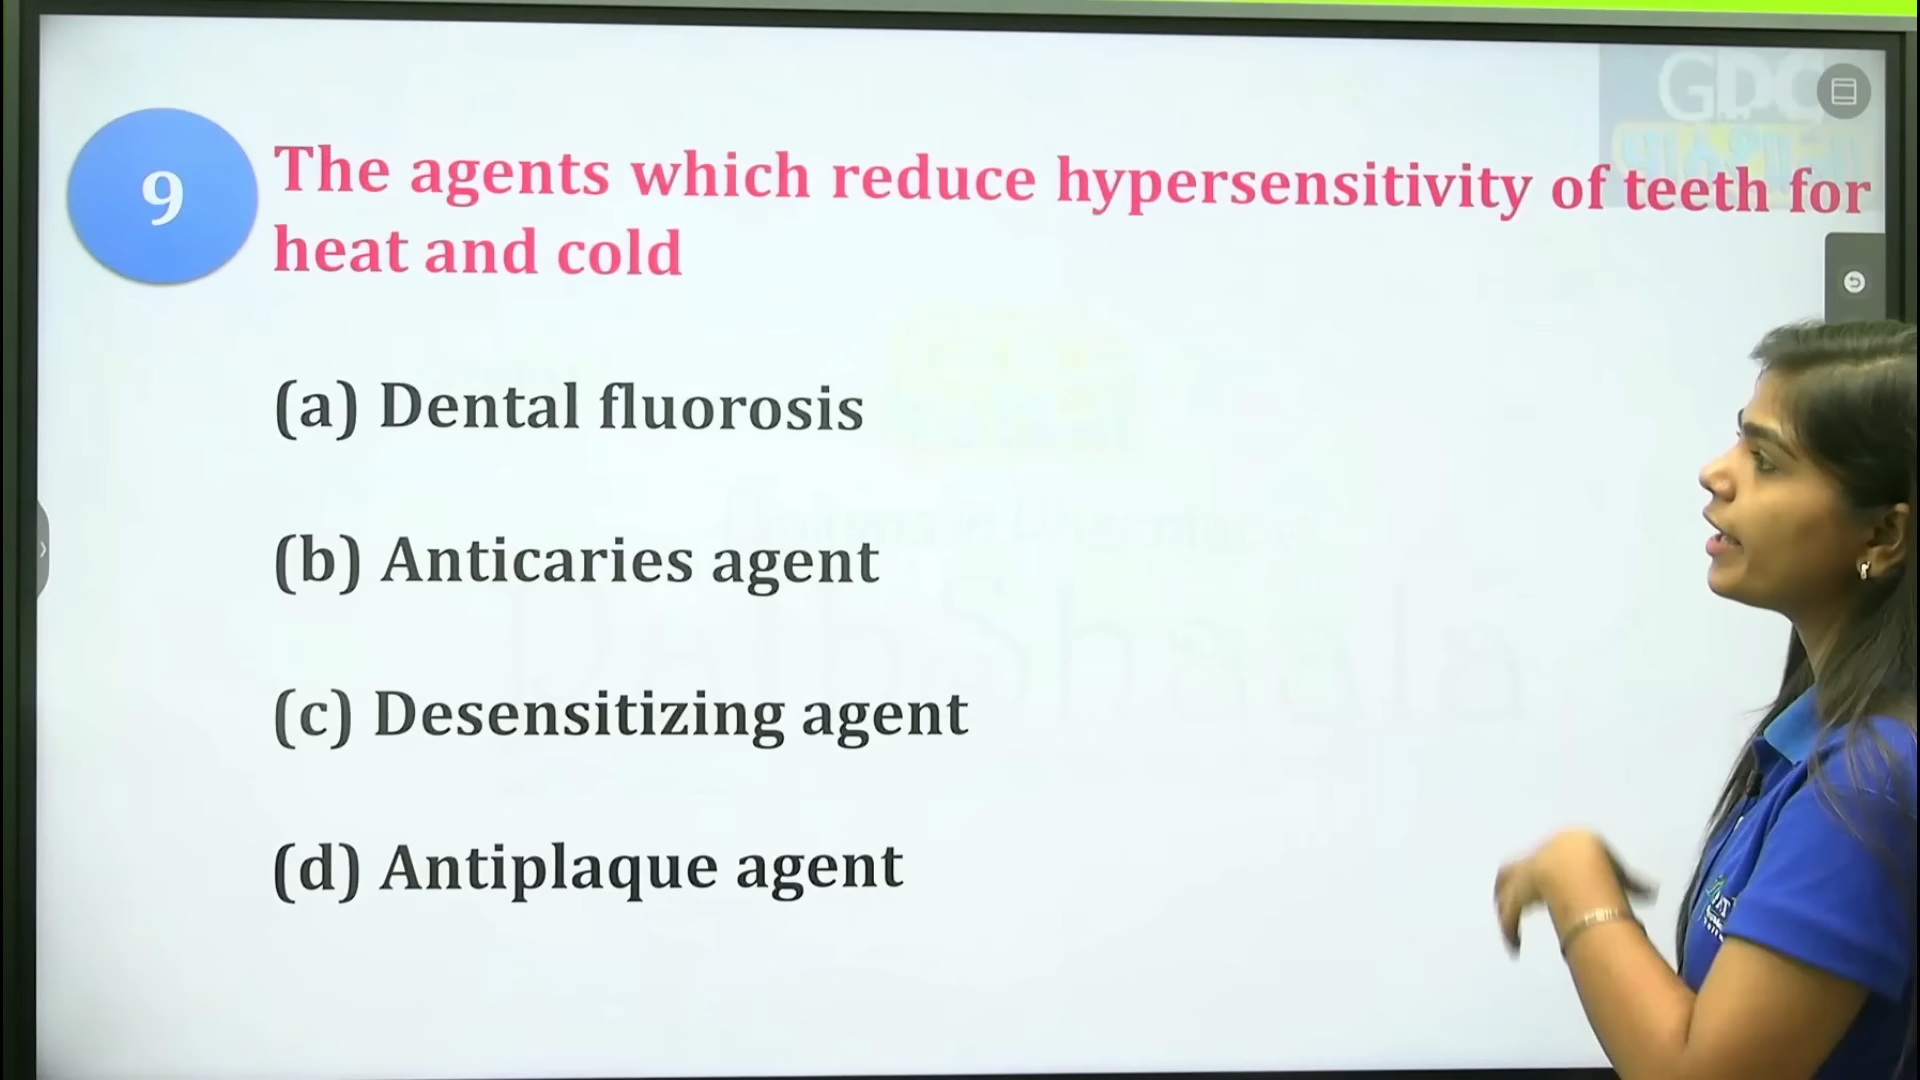 GDC
9
The agents which reduce hypersensitivity of teeth for
heat and cold
(a) Dental fluorosis
(b) Anticaries agent
(c) Desensitizing agent
(d) Antiplaque agent